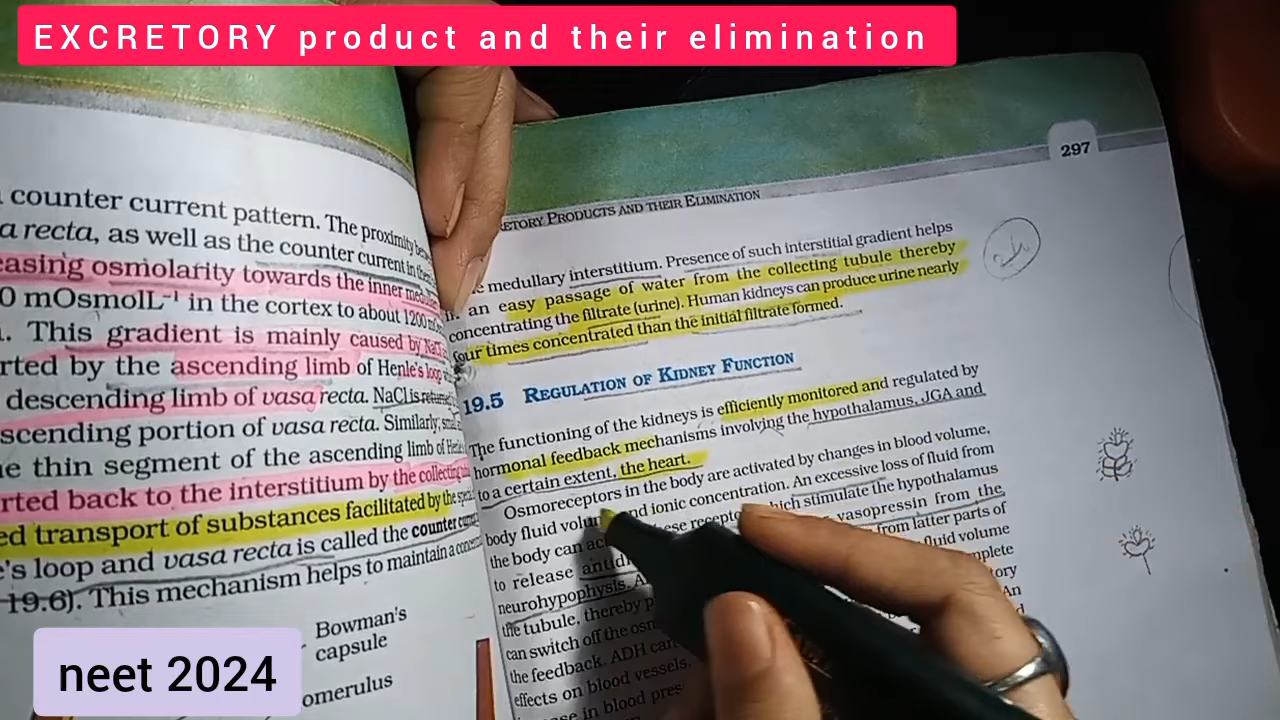 EXCRETORY product and their elimination
counter current pattern. The proximity
a recta, as well as the counter current in
easing osmolarity towards the inner
0 mOsmolL⁻¹ in the cortex to about 1200
. This gradient is mainly caused by NaCl
rted by the ascending limb of Henle's loop
descending limb of vasa recta. NaCl is
scending portion of vasa recta. Similarly,
e thin segment of the ascending limb of
rted back to the interstitium by the collecting
ed transport of substances facilitated by the
's loop and vasa recta is called the counter
19.6). This mechanism helps to maintain a
Bowman's
capsule
omerulus
neet 2024
297
ETORY PRODUCTS AND THEIR ELIMINATION
medullary interstitium. Presence of such interstitial gradient helps
an easy passage of water from the collecting tubule thereby
concentrating the filtrate (urine). Human kidneys can produce urine nearly
four times concentrated than the initial filtrate formed.
19.5 REGULATION OF KIDNEY FUNCTION
The functioning of the kidneys is efficiently monitored and regulated by
hormonal feedback mechanisms involving the hypothalamus, JGA and
to a certain extent, the heart.
Osmoreceptors in the body are activated by changes in blood volume,
body fluid and ionic concentration. An excessive loss of fluid from
the body can which stimulate the hypothalamus
to release vasopressin from the
neurohypophysis. from latter parts of
the tubule, thereby fluid volume
can switch off the
the feedback. ADH can
effects on blood vessels. An
in blood